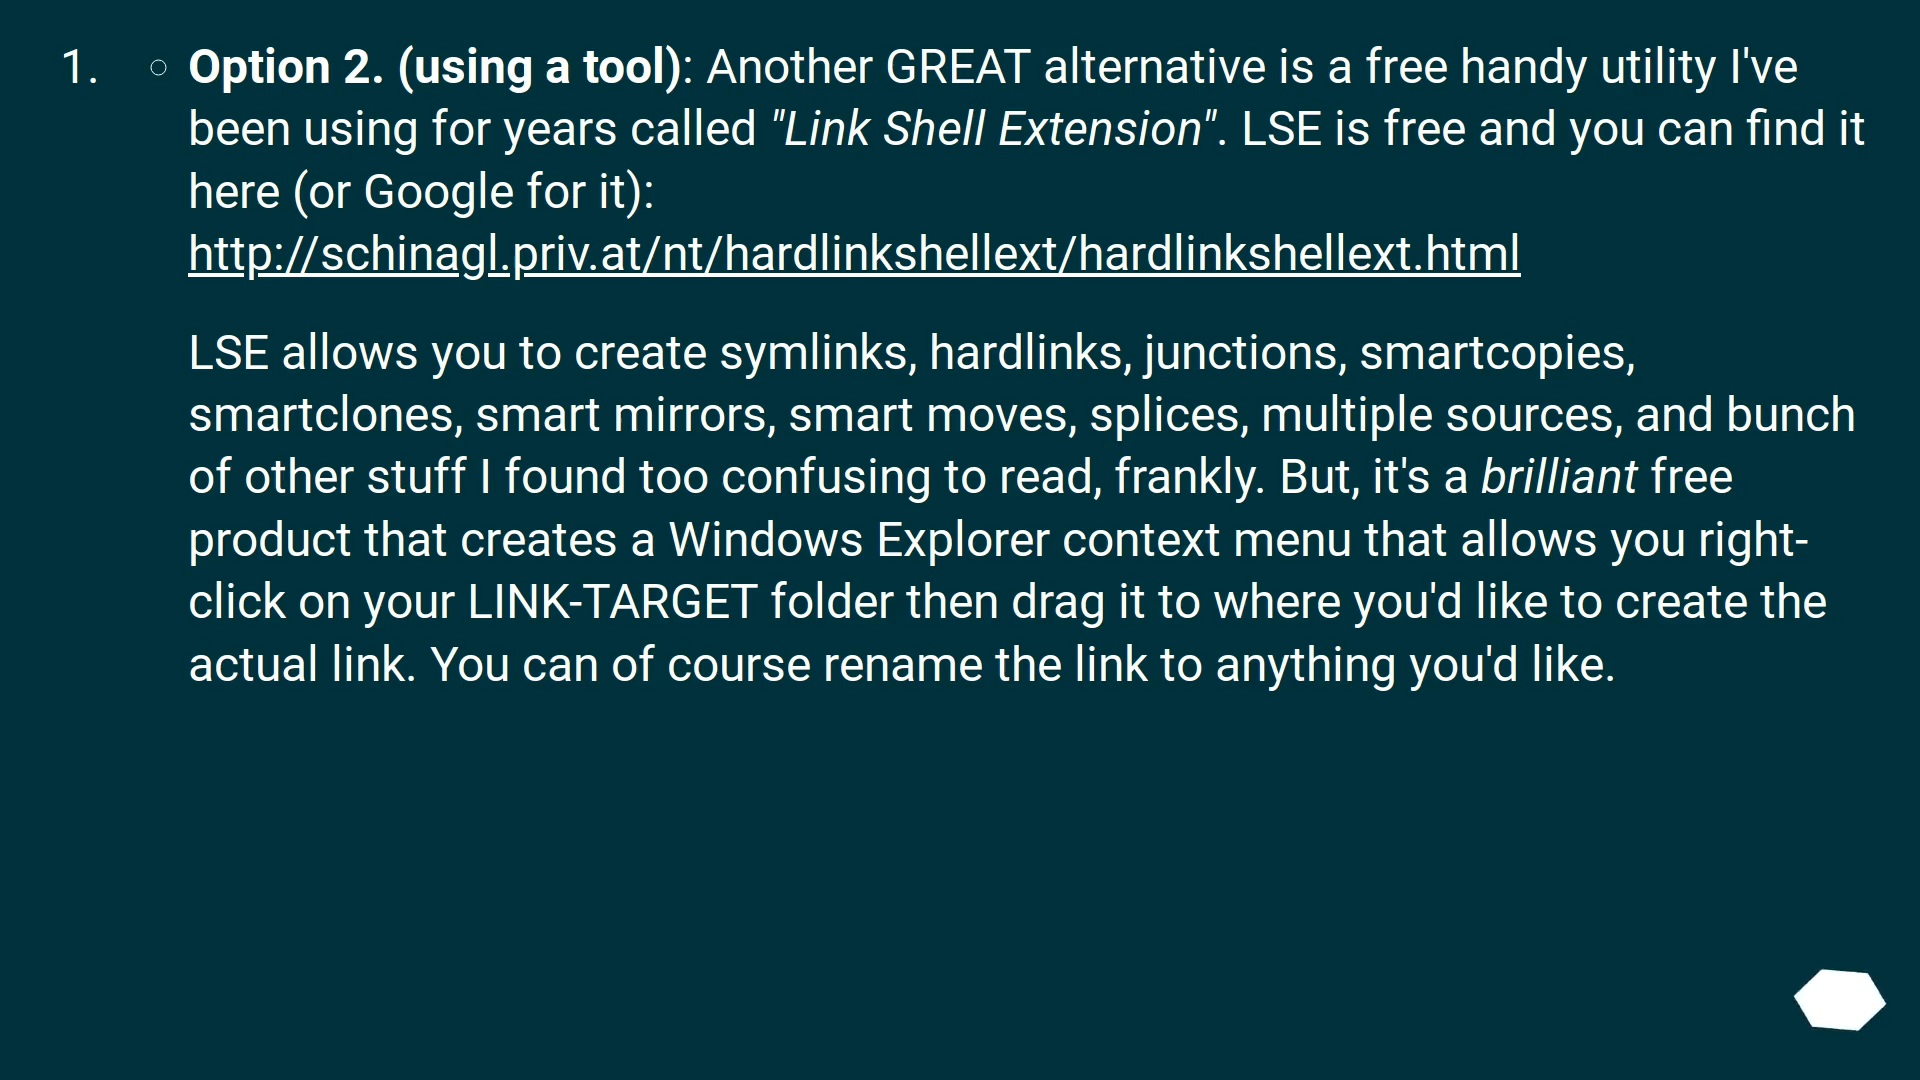 1. ○ Option 2. (using a tool): Another GREAT alternative is a free handy utility I've
been using for years called "Link Shell Extension". LSE is free and you can find it
here (or Google for it):
http://schinagl.priv.at/nt/hardlinkshellext/hardlinkshellext.html
LSE allows you to create symlinks, hardlinks, junctions, smartcopies,
smartclones, smart mirrors, smart moves, splices, multiple sources, and bunch
of other stuff I found too confusing to read, frankly. But, it's a brilliant free
product that creates a Windows Explorer context menu that allows you right-
click on your LINK-TARGET folder then drag it to where you'd like to create the
actual link. You can of course rename the link to anything you'd like.